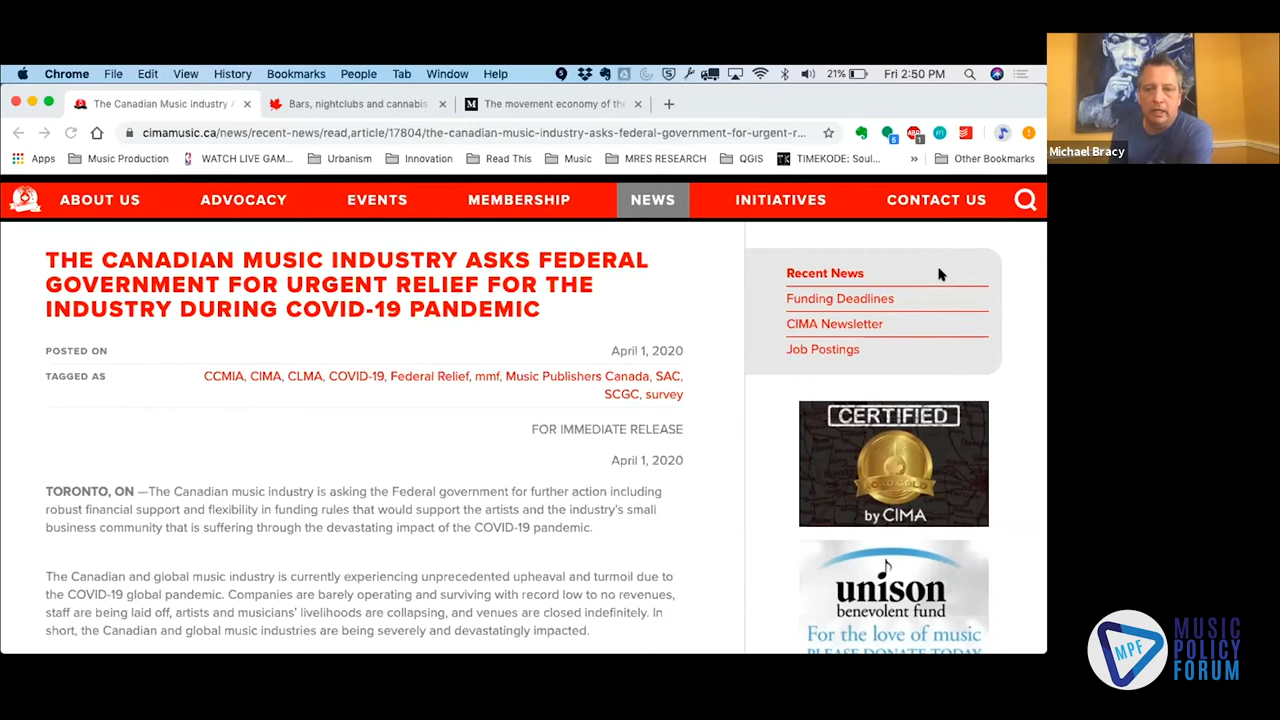 Chrome File Edit View History Bookmarks People Tab Window Help 21% Fri 2:50 PM
The Canadian Music industry A × Bars, nightclubs and cannabis × The movement economy of the ×
cimamusic.ca/news/recent-news/read,article/17804/the-canadian-music-industry-asks-federal-government-for-urgent-r...
Apps Music Production WATCH LIVE GAM... Urbanism Innovation Read This Music MRES RESEARCH QGIS TIMEKODE: Soul... » Other Bookmarks
Michael Bracy
ABOUT US ADVOCACY EVENTS MEMBERSHIP NEWS INITIATIVES CONTACT US
THE CANADIAN MUSIC INDUSTRY ASKS FEDERAL
GOVERNMENT FOR URGENT RELIEF FOR THE
INDUSTRY DURING COVID-19 PANDEMIC
POSTED ON April 1, 2020
TAGGED AS CCMIA, CIMA, CLMA, COVID-19, Federal Relief, mmf, Music Publishers Canada, SAC,
SCGC, survey
FOR IMMEDIATE RELEASE
April 1, 2020
TORONTO, ON —The Canadian music industry is asking the Federal government for further action including
robust financial support and flexibility in funding rules that would support the artists and the industry's small
business community that is suffering through the devastating impact of the COVID-19 pandemic.
The Canadian and global music industry is currently experiencing unprecedented upheaval and turmoil due to
the COVID-19 global pandemic. Companies are barely operating and surviving with record low to no revenues,
staff are being laid off, artists and musicians' livelihoods are collapsing, and venues are closed indefinitely. In
short, the Canadian and global music industries are being severely and devastatingly impacted.
Recent News
Funding Deadlines
CIMA Newsletter
Job Postings
CERTIFIED
by CIMA
unison
benevolent fund
For the love of music
PLEASE DONATE TODAY
MPF
MUSIC
POLICY
FORUM